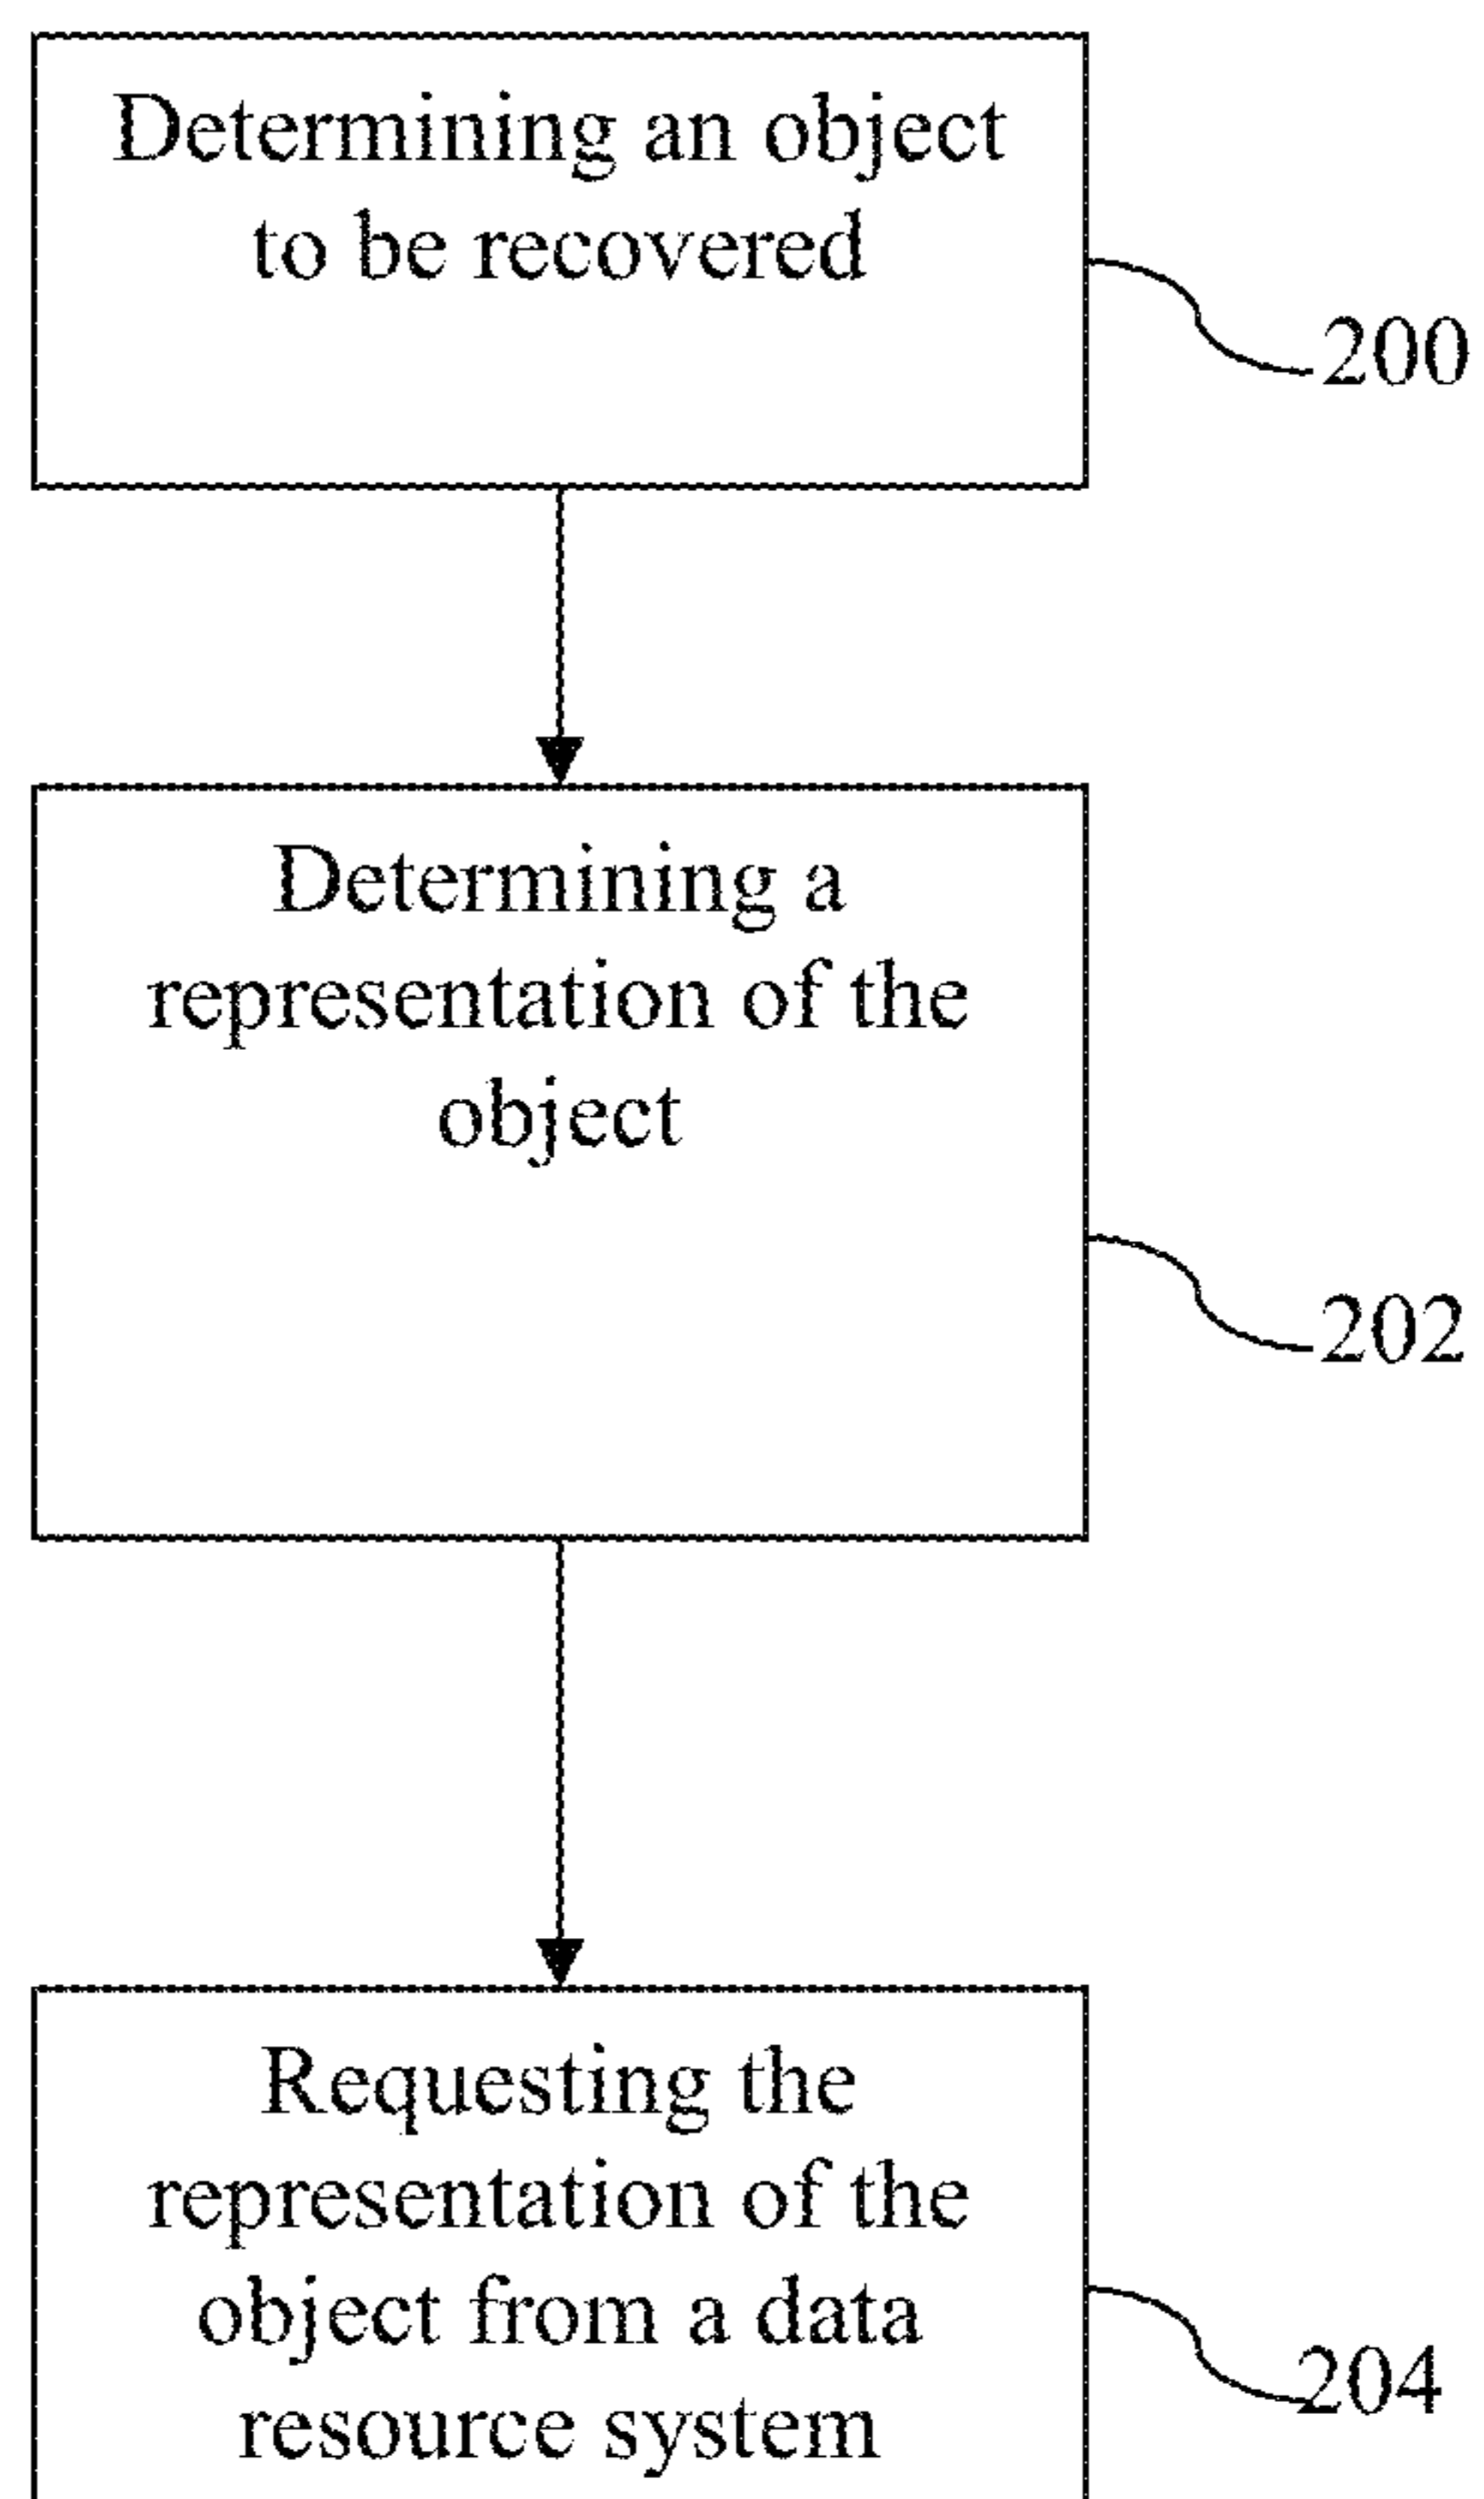 Determining an object
to be recovered
200
Determining a
representation of the
object
202
Requesting the
representation of the
object from a data
204
resource system